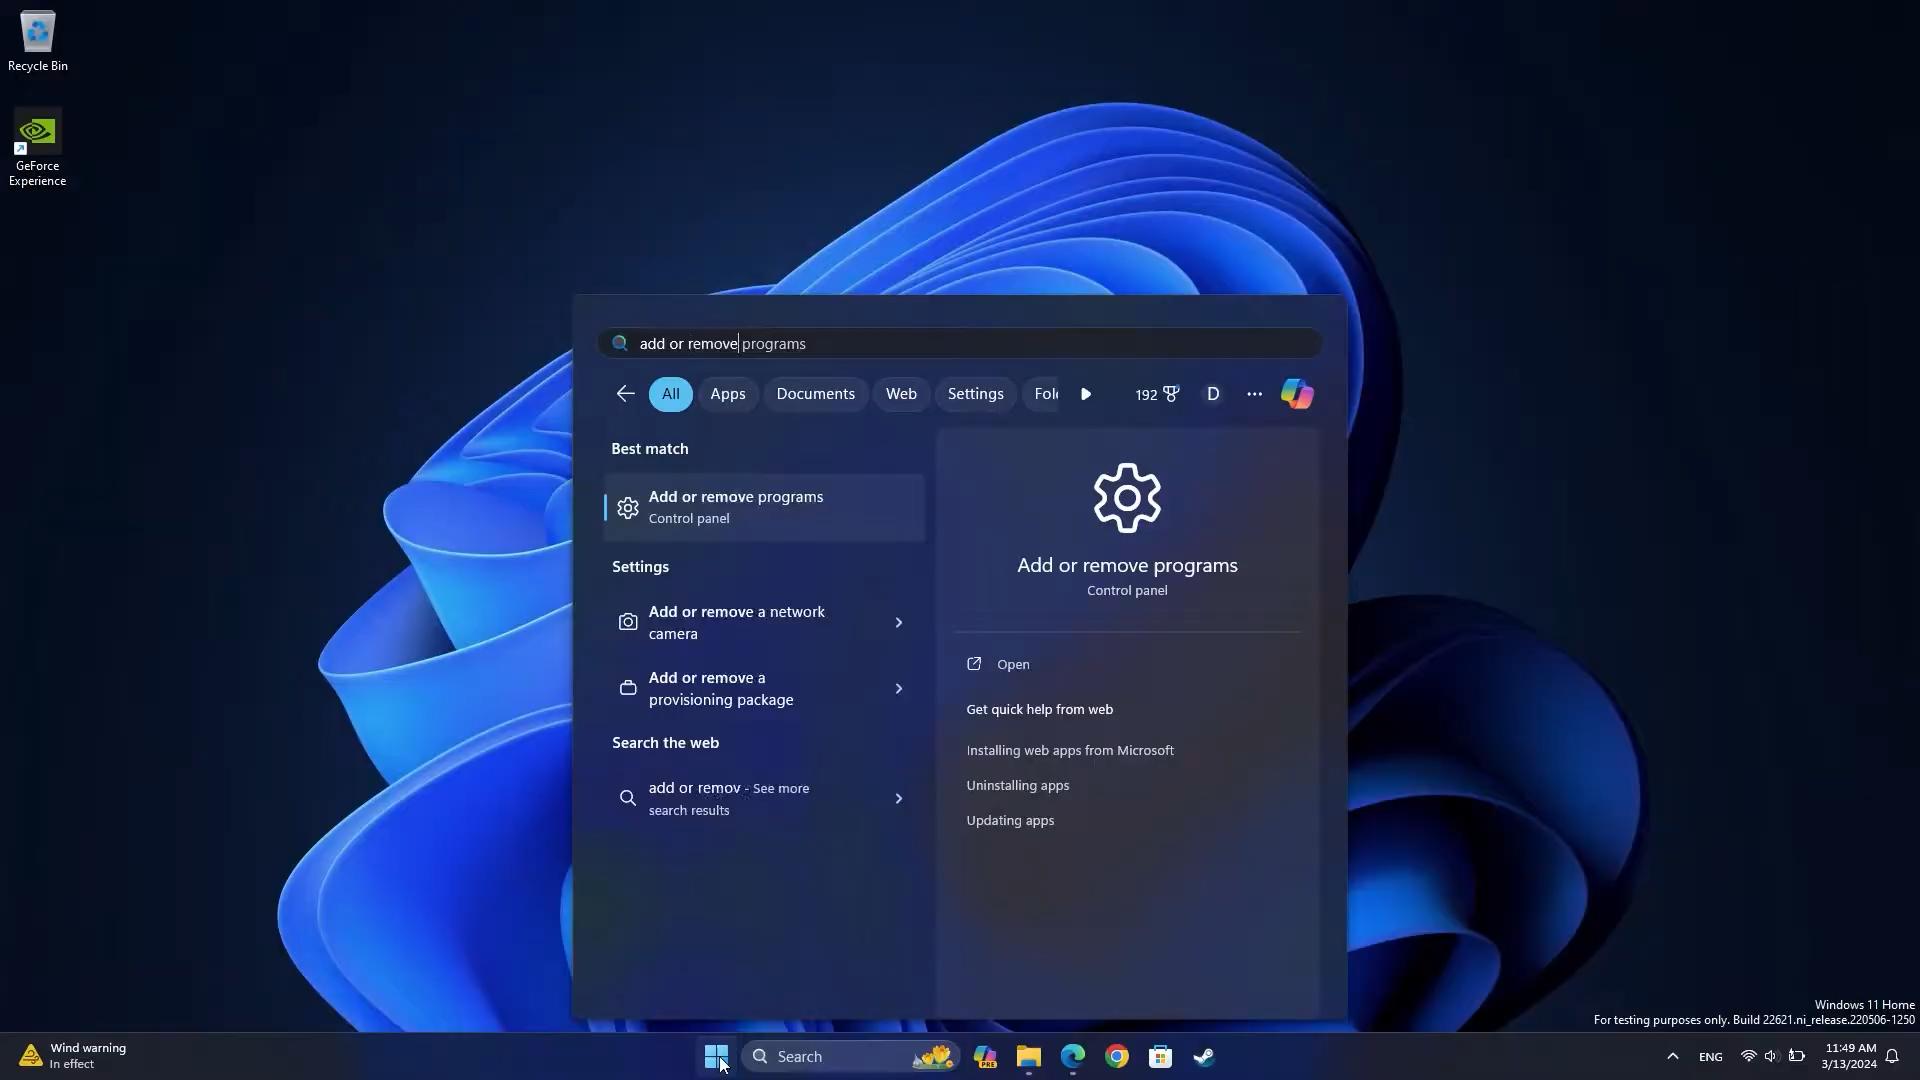 Recycle Bin
GeForce
Experience
add or remove programs
All
Apps
Documents
Web
Settings
Fol
192
D
Best match
Add or remove programs
Control panel
Settings
Add or remove a network
camera
Add or remove a
provisioning package
Search the web
add or remov - See more
search results
Add or remove programs
Control panel
Open
Get quick help from web
Installing web apps from Microsoft
Uninstalling apps
Updating apps
Windows 11 Home
For testing purposes only. Build 22621.ni_release.220506-1250
Wind warning
In effect
Search
PRE
ENG
11:49 AM
3/13/2024